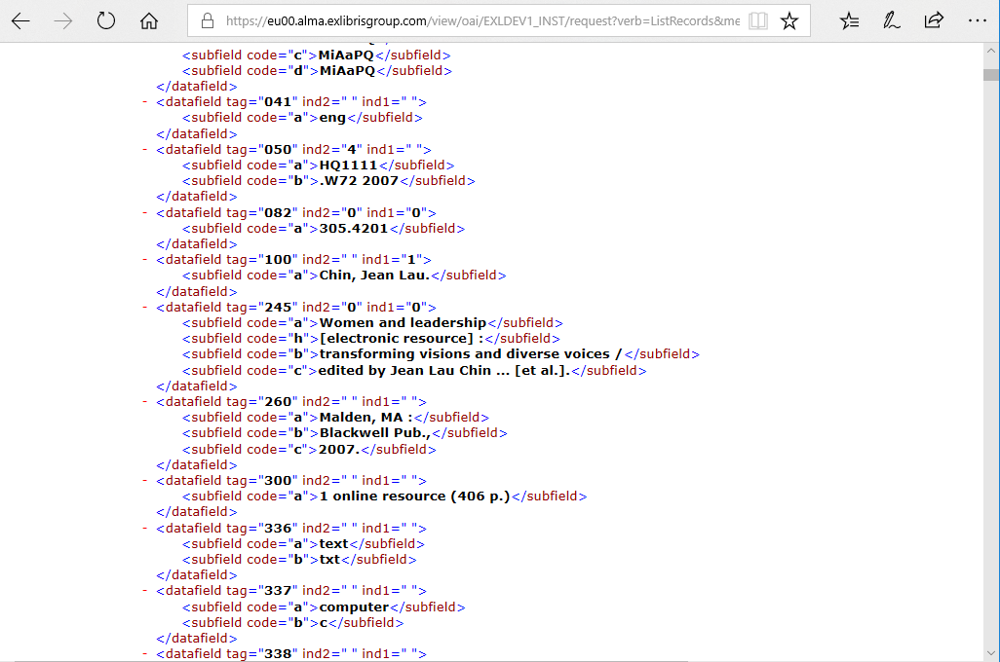 https://eu00.alma.exlibrisgroup.com/view/oai/EXLDEV1_INST/request?verb=ListRecords&me
<subfield code="c">MiAaPQ</subfield>
<subfield code="d">MiAaPQ</subfield>
</datafield>
- <datafield tag="041" ind2=" " ind1=" ">
<subfield code="a">eng</subfield>
</datafield>
- <datafield tag="050" ind2="4" ind1=" ">
<subfield code="a">HQ1111</subfield>
<subfield code="b">.W72 2007</subfield>
</datafield>
- <datafield tag="082" ind2="0" ind1="0">
<subfield code="a">305.4201</subfield>
</datafield>
- <datafield tag="100" ind2=" " ind1="1">
<subfield code="a">Chin, Jean Lau.</subfield>
</datafield>
- <datafield tag="245" ind2="0" ind1="0">
<subfield code="a">Women and leadership</subfield>
<subfield code="h">[electronic resource] :</subfield>
<subfield code="b">transforming visions and diverse voices /</subfield>
<subfield code="c">edited by Jean Lau Chin ... [et al.].</subfield>
</datafield>
- <datafield tag="260" ind2=" " ind1=" ">
<subfield code="a">Malden, MA :</subfield>
<subfield code="b">Blackwell Pub.,</subfield>
<subfield code="c">2007.</subfield>
</datafield>
- <datafield tag="300" ind2=" " ind1=" ">
<subfield code="a">1 online resource (406 p.)</subfield>
</datafield>
- <datafield tag="336" ind2=" " ind1=" ">
<subfield code="a">text</subfield>
<subfield code="b">txt</subfield>
</datafield>
- <datafield tag="337" ind2=" " ind1=" ">
<subfield code="a">computer</subfield>
<subfield code="b">c</subfield>
</datafield>
- <datafield tag="338" ind2=" " ind1=" ">